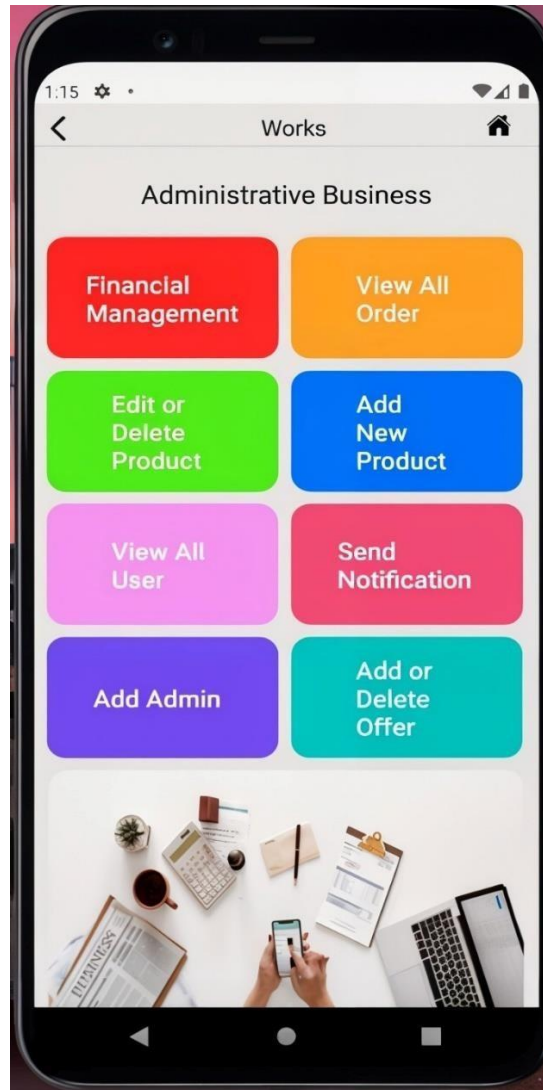 1:15
Works
Administrative Business
Financial
Management
View All
Order
Edit or
Delete
Product
Add
New
Product
View All
User
Send
Notification
Add Admin
Add or
Delete
Offer
BUSINESS